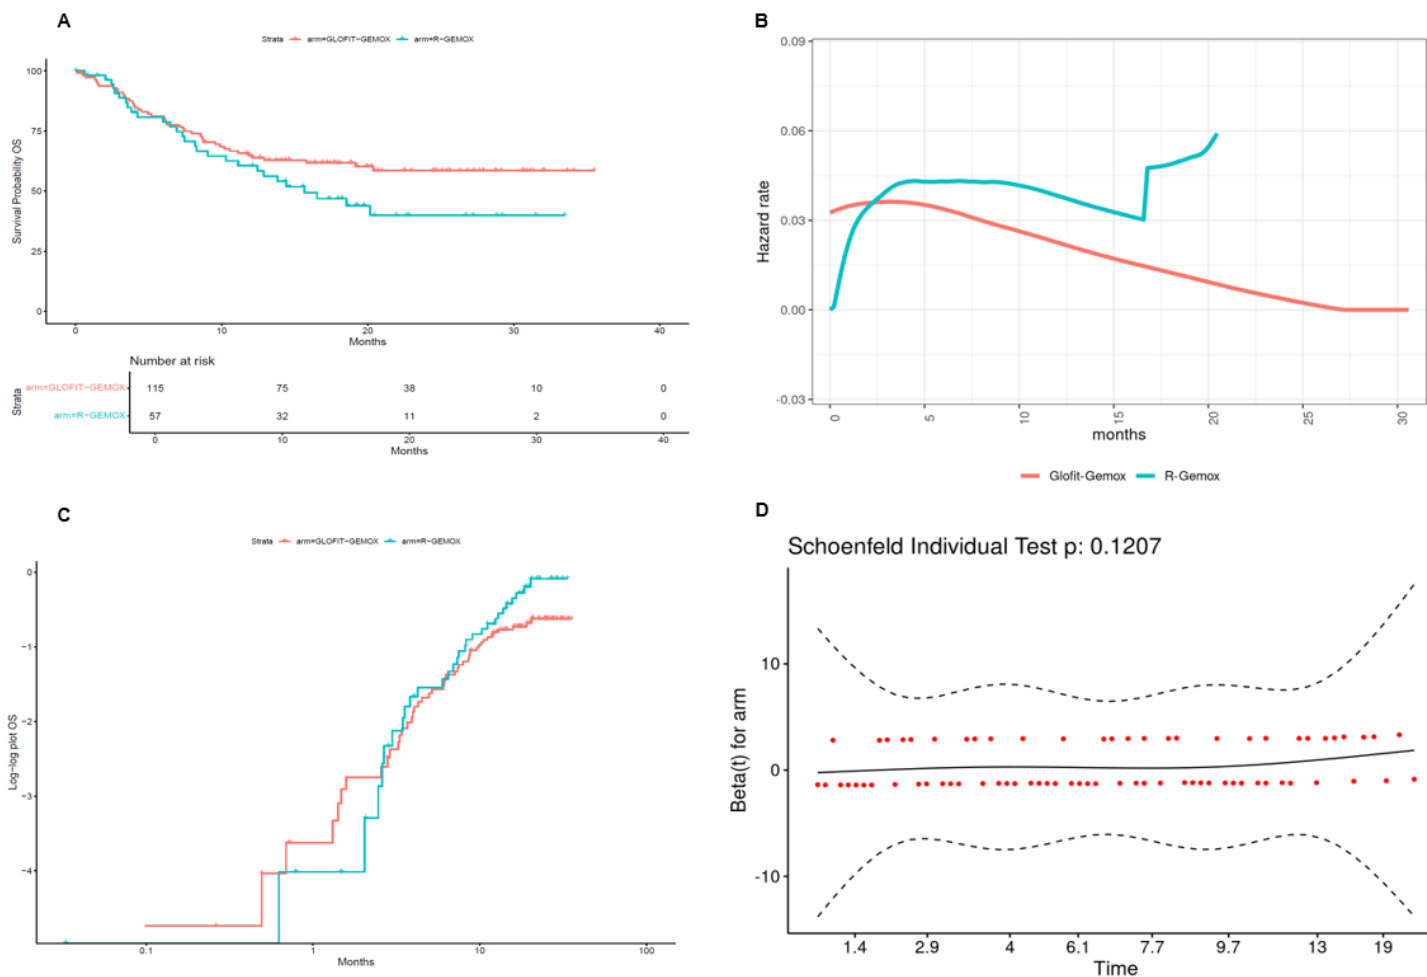 A
Strata arm=GLOFIT-GEMOX arm=R-GEMOX
Survival Probability OS
100
75
50
25
0
0 10 20 30 40
Months
Number at risk
Strata
arm=GLOFIT-GEMOX 115 75 38 10 0
arm=R-GEMOX 57 32 11 2 0
0 10 20 30 40
Months
B
Hazard rate
0.09
0.06
0.03
0.00
-0.03
0 5 10 15 20 25 30
months
Glofit-Gemox R-Gemox
C
Strata arm=GLOFIT-GEMOX arm=R-GEMOX
Log-log plot OS
0
-1
-2
-3
-4
0.1 1 10 100
Months
D
Schoenfeld Individual Test p: 0.1207
Beta(t) for arm
10
0
-10
1.4 2.9 4 6.1 7.7 9.7 13 19
Time